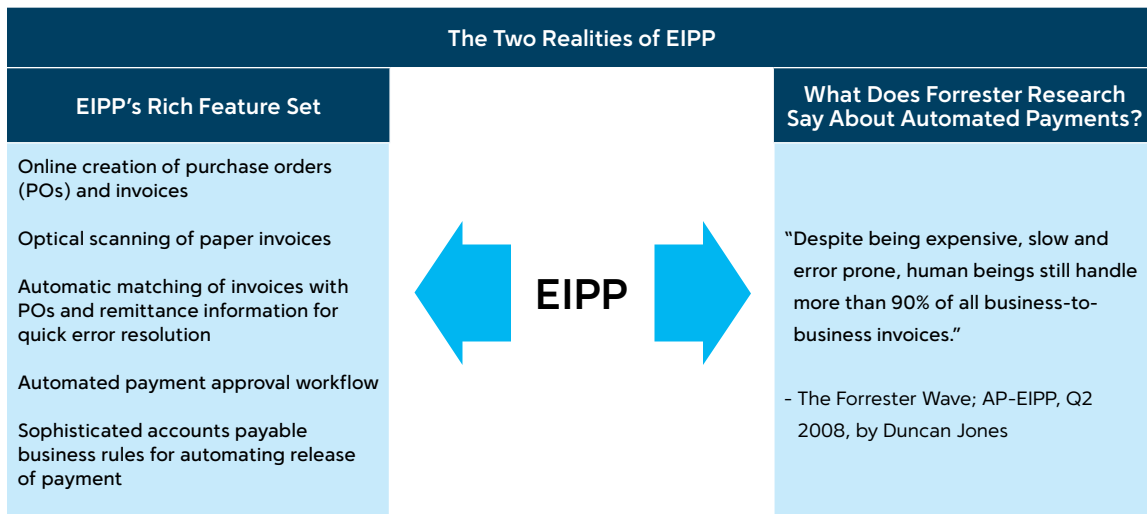 The Two Realities of EIPP
EIPP's Rich Feature Set
Online creation of purchase orders
(POs) and invoices
Optical scanning of paper invoices
Automatic matching of invoices with
POs and remittance information for
quick error resolution
Automated payment approval workflow
Sophisticated accounts payable
business rules for automating release
of payment
EIPP
What Does Forrester Research
Say About Automated Payments?
“Despite being expensive, slow and
error prone, human beings still handle
more than 90% of all business-to-
business invoices.”
- The Forrester Wave; AP-EIPP, Q2
2008, by Duncan Jones